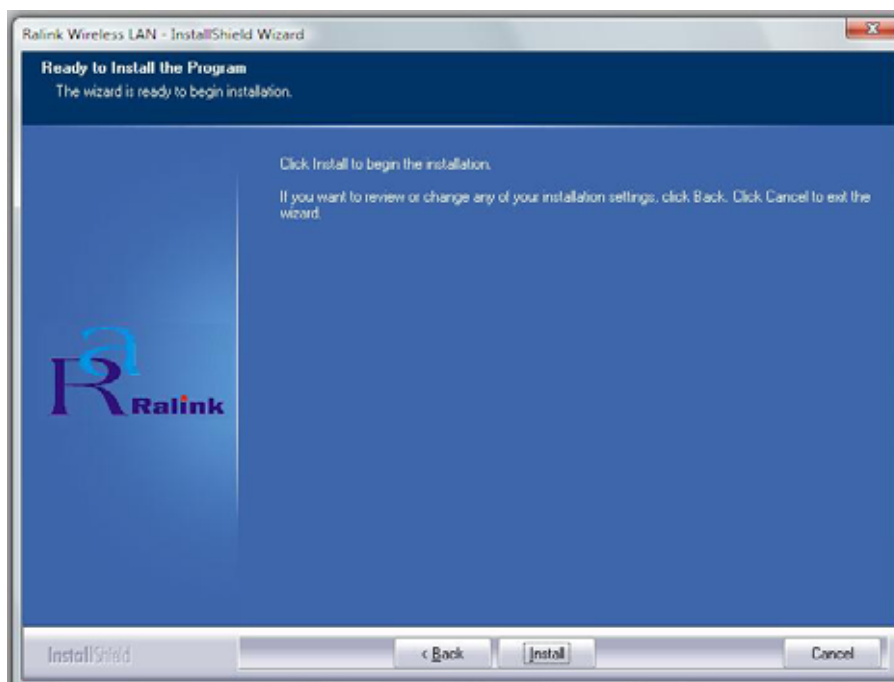 Ralink Wireless LAN - InstallShield Wizard
Ready to Install the Program
The wizard is ready to begin installation.
Click Install to begin the installation.
If you want to review or change any of your installation settings, click Back. Click Cancel to exit the
wizard.
Ra
Ralink
InstallShield
< Back
Install
Cancel